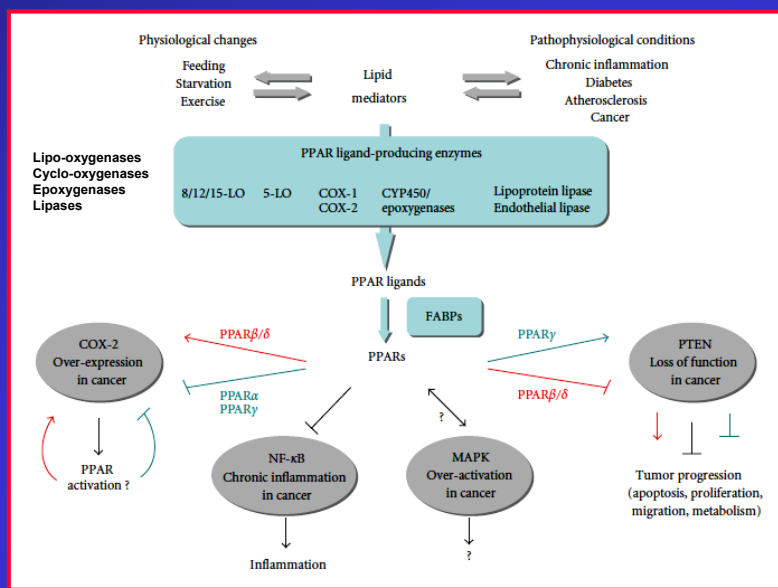 Physiological changes
Pathophysiological conditions
Feeding
Starvation
Exercise
Lipid
mediators
Chronic inflammation
Diabetes
Atherosclerosis
Cancer
Lipo-oxygenases
Cyclo-oxygenases
Epoxygenases
Lipases
PPAR ligand-producing enzymes
8/12/15-LO
5-LO
COX-1
COX-2
CYP450/
epoxygenases
Lipoprotein lipase
Endothelial lipase
PPAR ligands
FABPs
PPARs
PPARβ/δ
PPARα
PPARγ
PPARγ
PPARβ/δ
COX-2
Over-expression
in cancer
PTEN
Loss of function
in cancer
?
NF-κB
Chronic inflammation
in cancer
MAPK
Over-activation
in cancer
PPAR
activation ?
Tumor progression
(apoptosis, proliferation,
migration, metabolism)
Inflammation
?